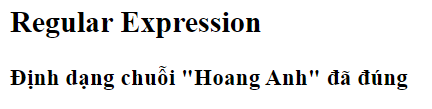 Regular Expression
Định dạng chuỗi "Hoang Anh" đã đúng